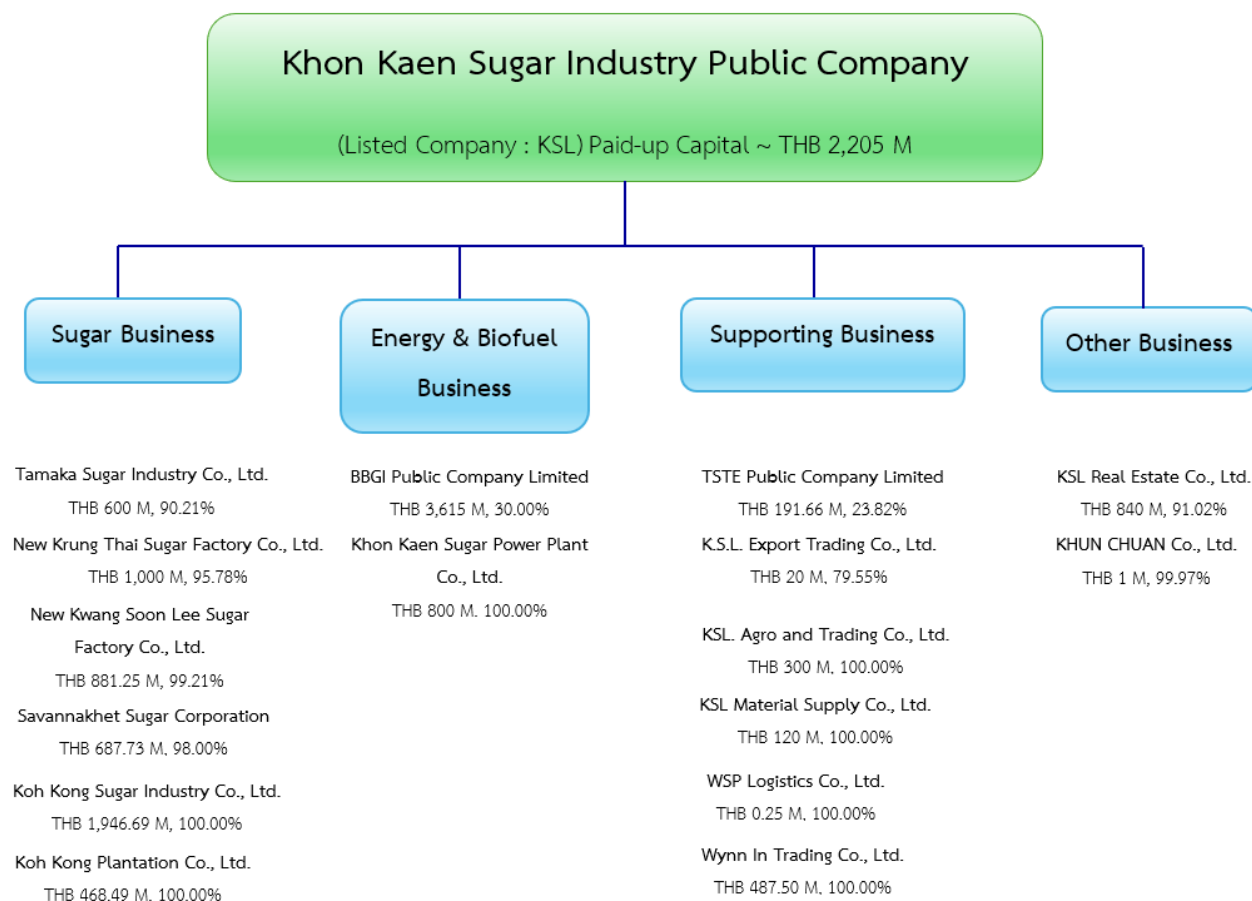 Khon Kaen Sugar Industry Public Company
(Listed Company : KSL) Paid-up Capital ~ THB 2,205 M
Sugar Business
Tamaka Sugar Industry Co., Ltd.
THB 600 M, 90.21%
New Krung Thai Sugar Factory Co., Ltd.
THB 1,000 M, 95.78%
New Kwang Soon Lee Sugar
Factory Co., Ltd.
THB 881.25 M, 99.21%
Savannakhet Sugar Corporation
THB 687.73 M, 98.00%
Koh Kong Sugar Industry Co., Ltd.
THB 1,946.69 M, 100.00%
Koh Kong Plantation Co., Ltd.
THB 468.49 M, 100.00%
Energy & Biofuel
Business
BBGI Public Company Limited
THB 3,615 M, 30.00%
Khon Kaen Sugar Power Plant
Co., Ltd.
THB 800 M. 100.00%
Supporting Business
TSTE Public Company Limited
THB 191.66 M, 23.82%
K.S.L. Export Trading Co., Ltd.
THB 20 M, 79.55%
KSL. Agro and Trading Co., Ltd.
THB 300 M, 100.00%
KSL Material Supply Co., Ltd.
THB 120 M, 100.00%
WSP Logistics Co., Ltd.
THB 0.25 M, 100.00%
Wynn In Trading Co., Ltd.
THB 487.50 M, 100.00%
Other Business
KSL Real Estate Co., Ltd.
THB 840 M, 91.02%
KHUN CHUAN Co., Ltd.
THB 1 M, 99.97%